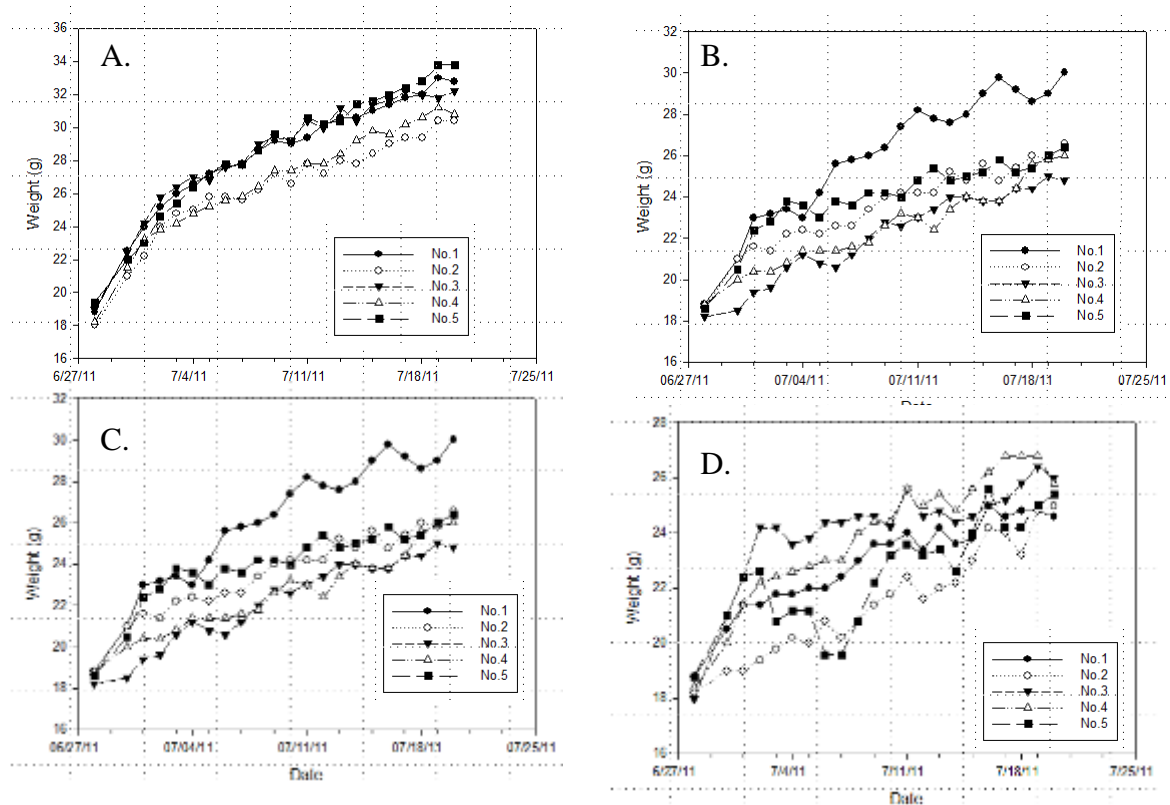 A.
36
34
32
30
28
26
24
22
20
18
16
Weight (g)
6/27/11 7/4/11 7/11/11 7/18/11 7/25/11
No.1
No.2
No.3
No.4
No.5
B.
32
30
28
26
24
22
20
18
16
Weight (g)
06/27/11 07/04/11 07/11/11 07/18/11 07/25/11
Date
No.1
No.2
No.3
No.4
No.5
C.
32
30
28
26
24
22
20
18
16
Weight (g)
06/27/11 07/04/11 07/11/11 07/18/11 07/25/11
Date
No.1
No.2
No.3
No.4
No.5
D.
28
26
24
22
20
18
16
Weight (g)
6/27/11 7/4/11 7/11/11 7/18/11 7/25/11
Date
No.1
No.2
No.3
No.4
No.5